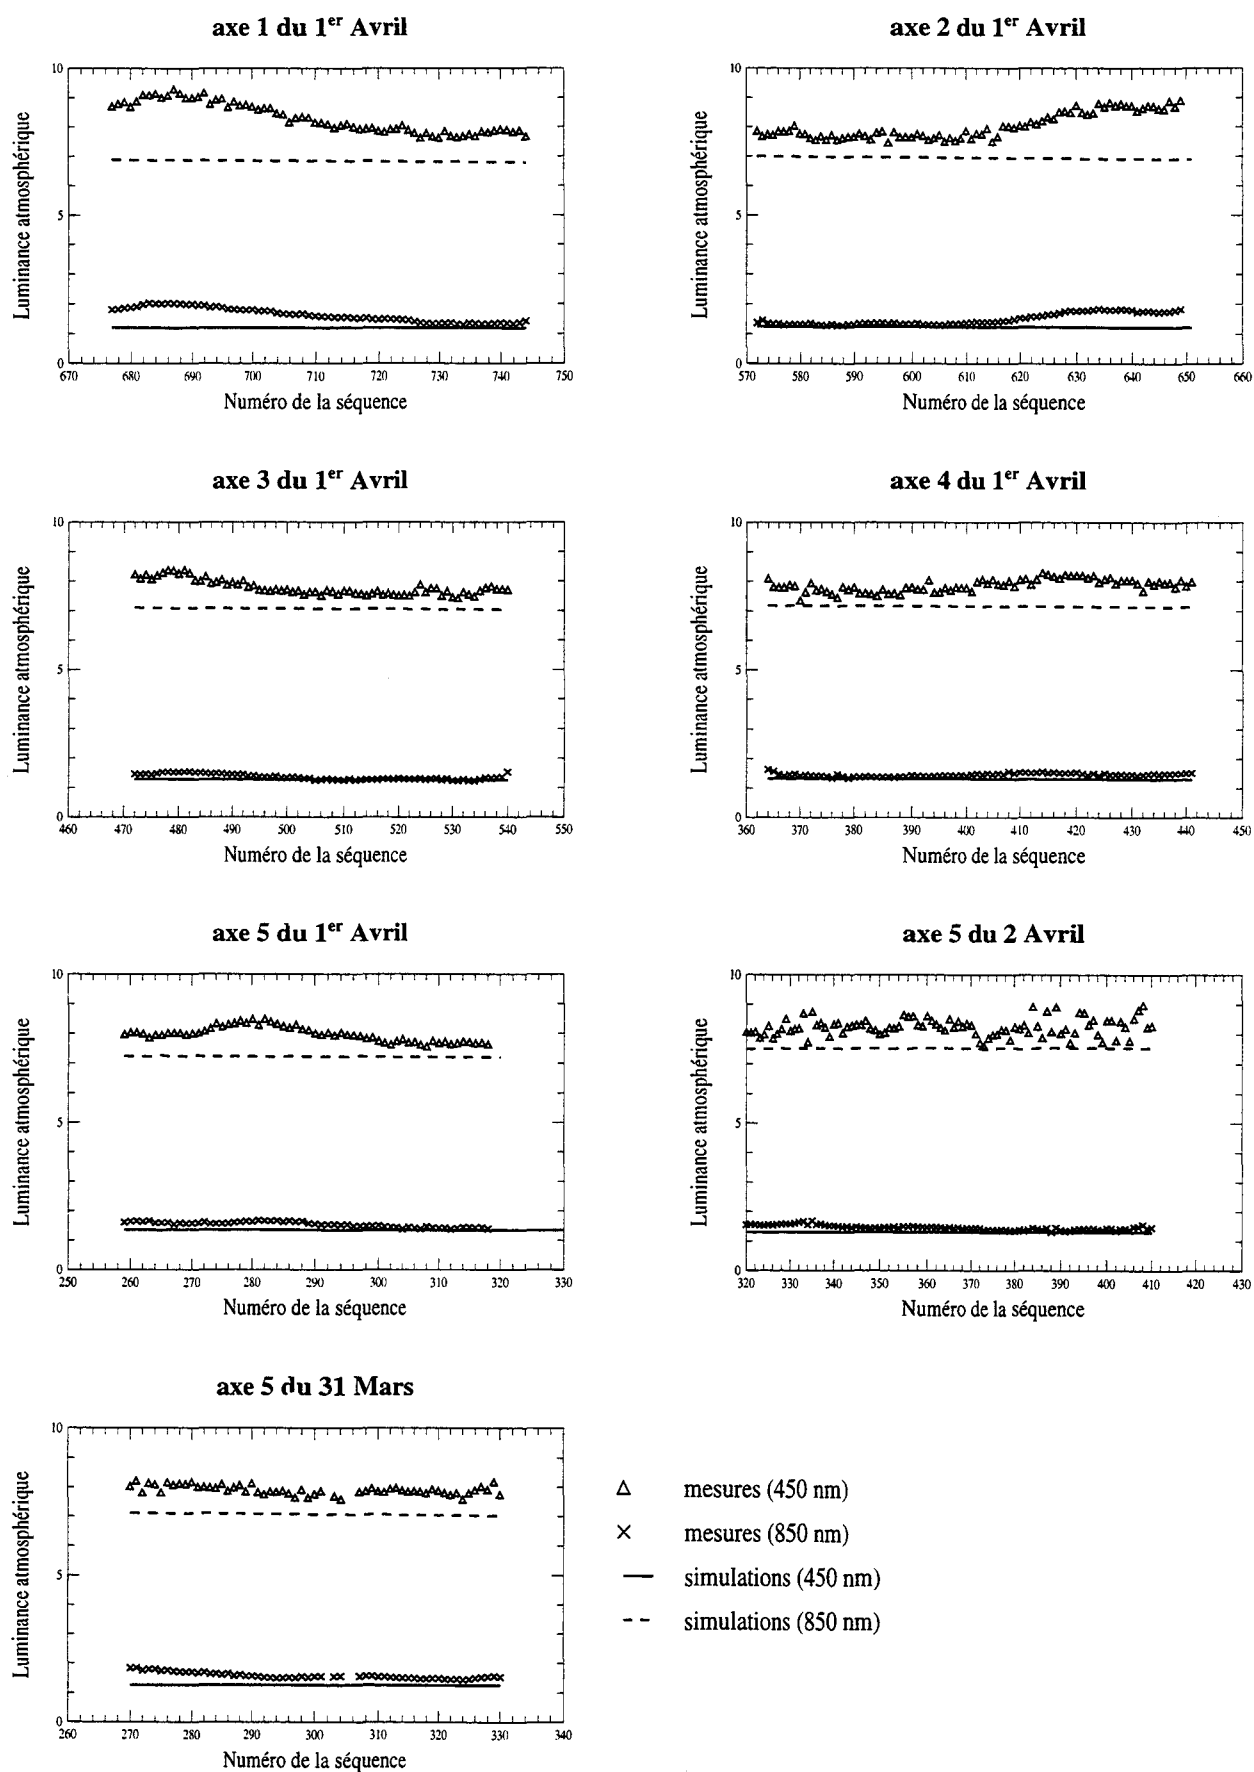 axe 1 du 1er Avril
Luminance atmosphérique
10
5
0
670 680 690 700 710 720 730 740 750
Numéro de la séquence
axe 2 du 1er Avril
Luminance atmosphérique
10
5
0
570 580 590 600 610 620 630 640 650 660
Numéro de la séquence
axe 3 du 1er Avril
Luminance atmosphérique
10
5
0
460 470 480 490 500 510 520 530 540 550
Numéro de la séquence
axe 4 du 1er Avril
Luminance atmosphérique
10
5
0
360 370 380 390 400 410 420 430 440 450
Numéro de la séquence
axe 5 du 1er Avril
Luminance atmosphérique
10
5
0
250 260 270 280 290 300 310 320 330
Numéro de la séquence
axe 5 du 2 Avril
Luminance atmosphérique
10
5
0
320 330 340 350 360 370 380 390 400 410 420 430
Numéro de la séquence
axe 5 du 31 Mars
Luminance atmosphérique
10
5
0
260 270 280 290 300 310 320 330 340
Numéro de la séquence
mesures (450 nm)
mesures (850 nm)
simulations (450 nm)
simulations (850 nm)